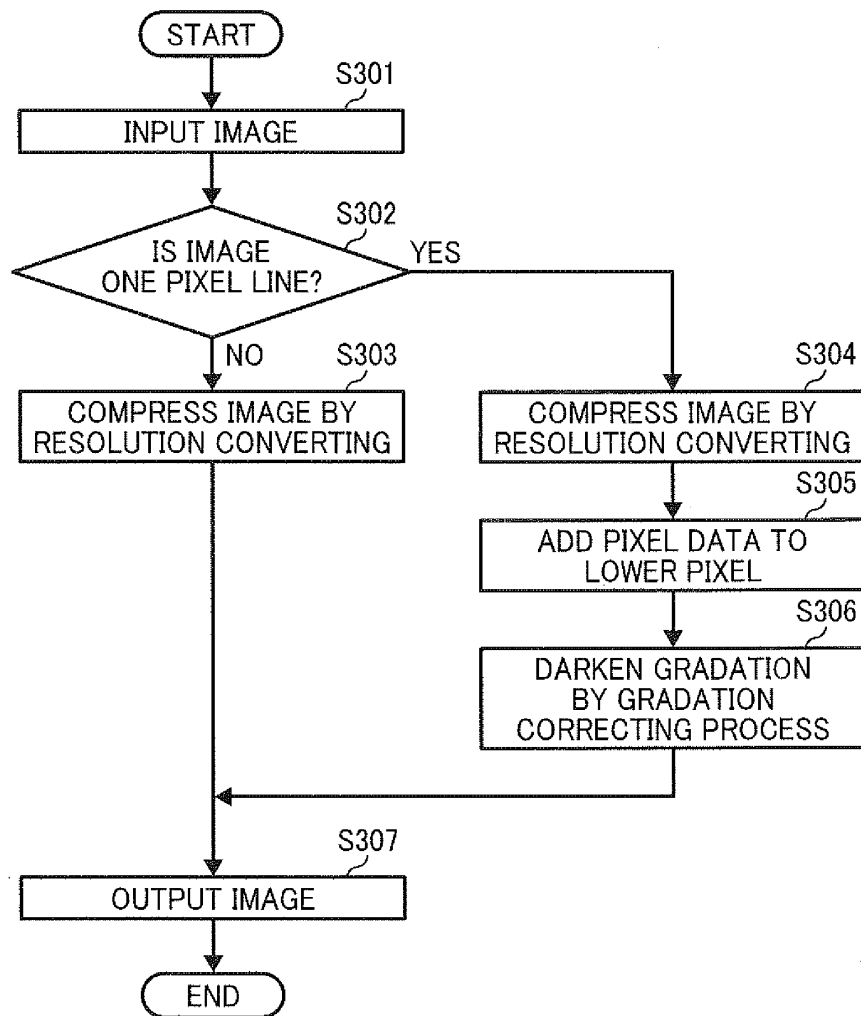 START
S301
INPUT IMAGE
S302
IS IMAGE
ONE PIXEL LINE?
YES
NO
S303
COMPRESS IMAGE BY
RESOLUTION CONVERTING
S304
COMPRESS IMAGE BY
RESOLUTION CONVERTING
S305
ADD PIXEL DATA TO
LOWER PIXEL
S306
DARKEN GRADATION
BY GRADATION
CORRECTING PROCESS
S307
OUTPUT IMAGE
END